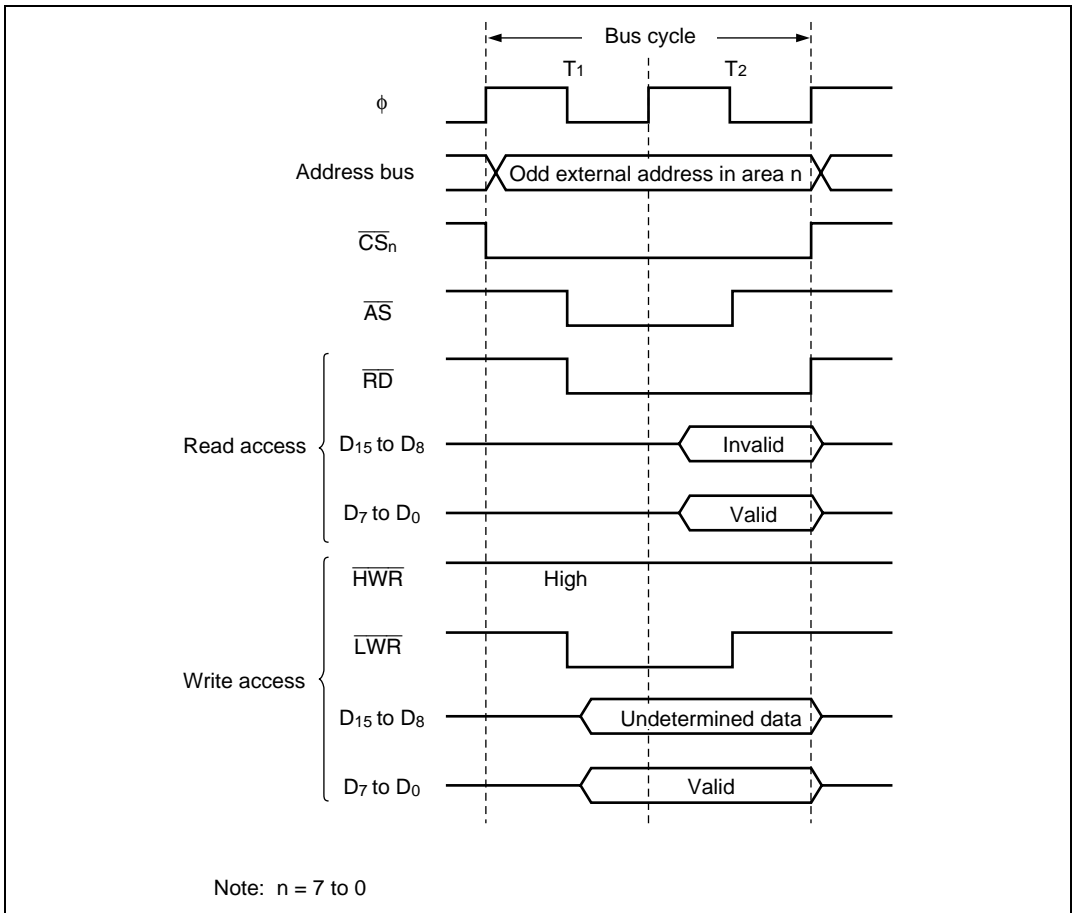 Bus cycle
T1 T2
φ
Address bus Odd external address in area n
CSn
AS
RD
Read access D15 to D8 Invalid
D7 to D0 Valid
HWR High
LWR
Write access
D15 to D8 Undetermined data
D7 to D0 Valid
Note: n = 7 to 0